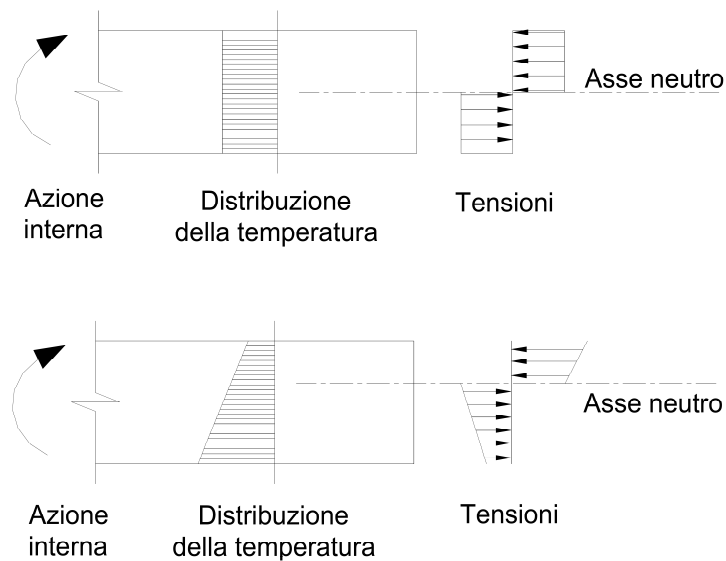 Asse neutro
Azione
interna
Distribuzione
della temperatura
Tensioni
Asse neutro
Azione
interna
Distribuzione
della temperatura
Tensioni